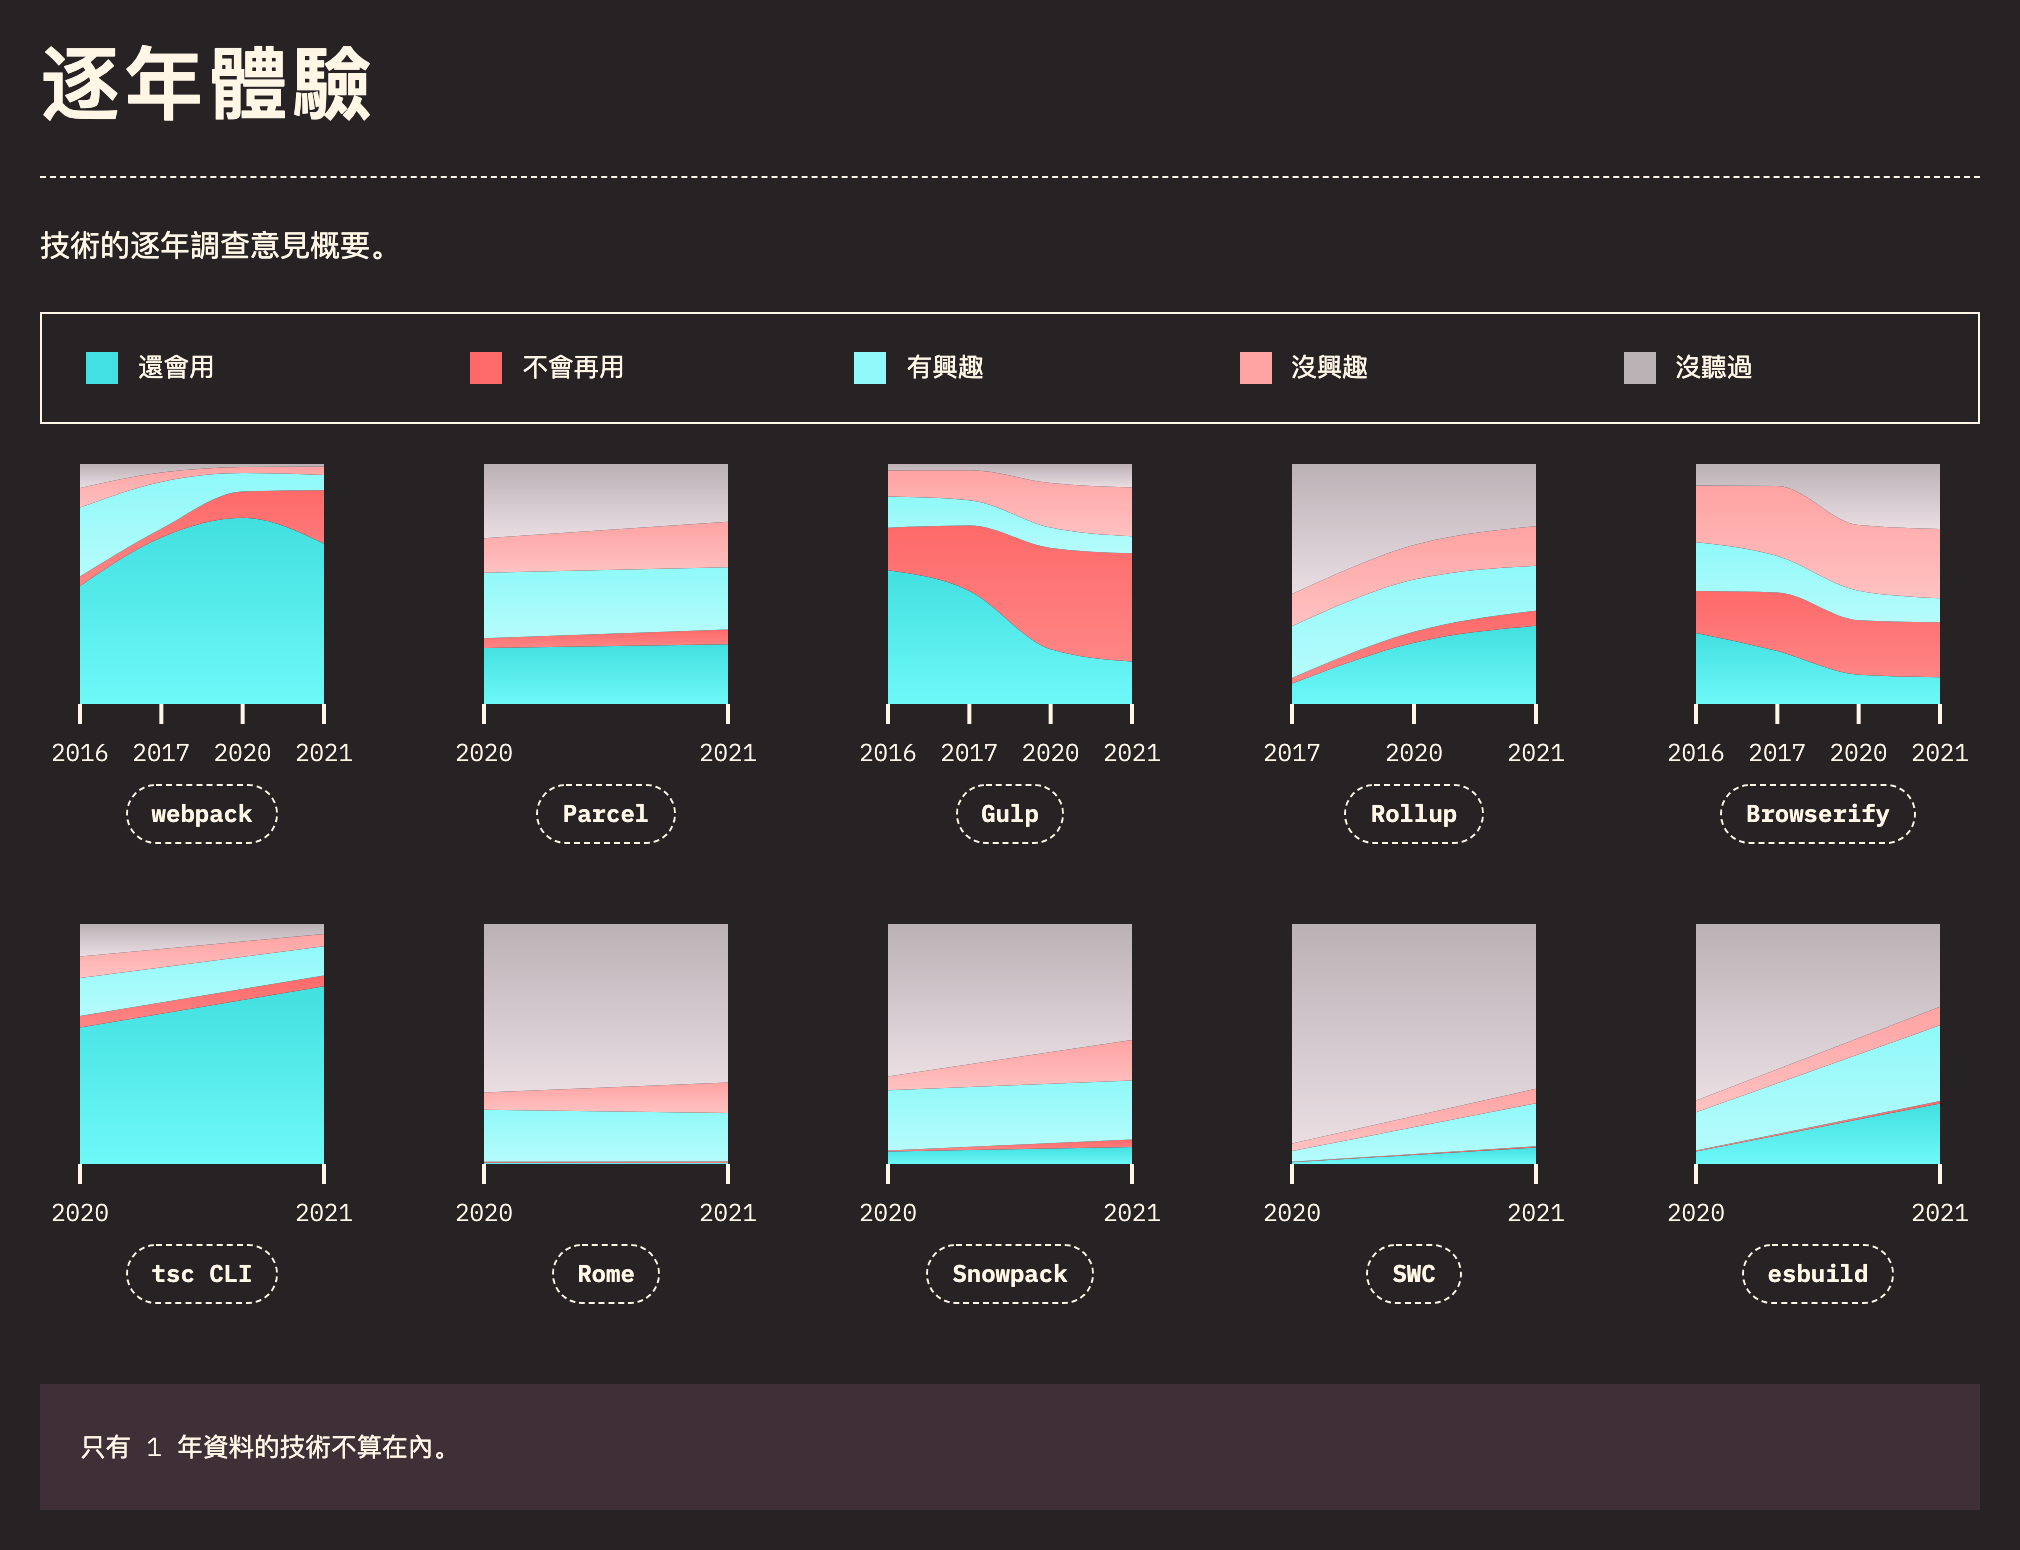 逐年體驗
技術的逐年調查意見概要。
還會用 不會再用 有興趣 沒興趣 沒聽過
2016 2017 2020 2021 2020 2021 2016 2017 2020 2021 2017 2020 2021 2016 2017 2020 2021
webpack Parcel Gulp Rollup Browserify
2020 2021 2020 2021 2020 2021 2020 2021 2020 2021
tsc CLI Rome Snowpack SWC esbuild
只有 1 年資料的技術不算在內。